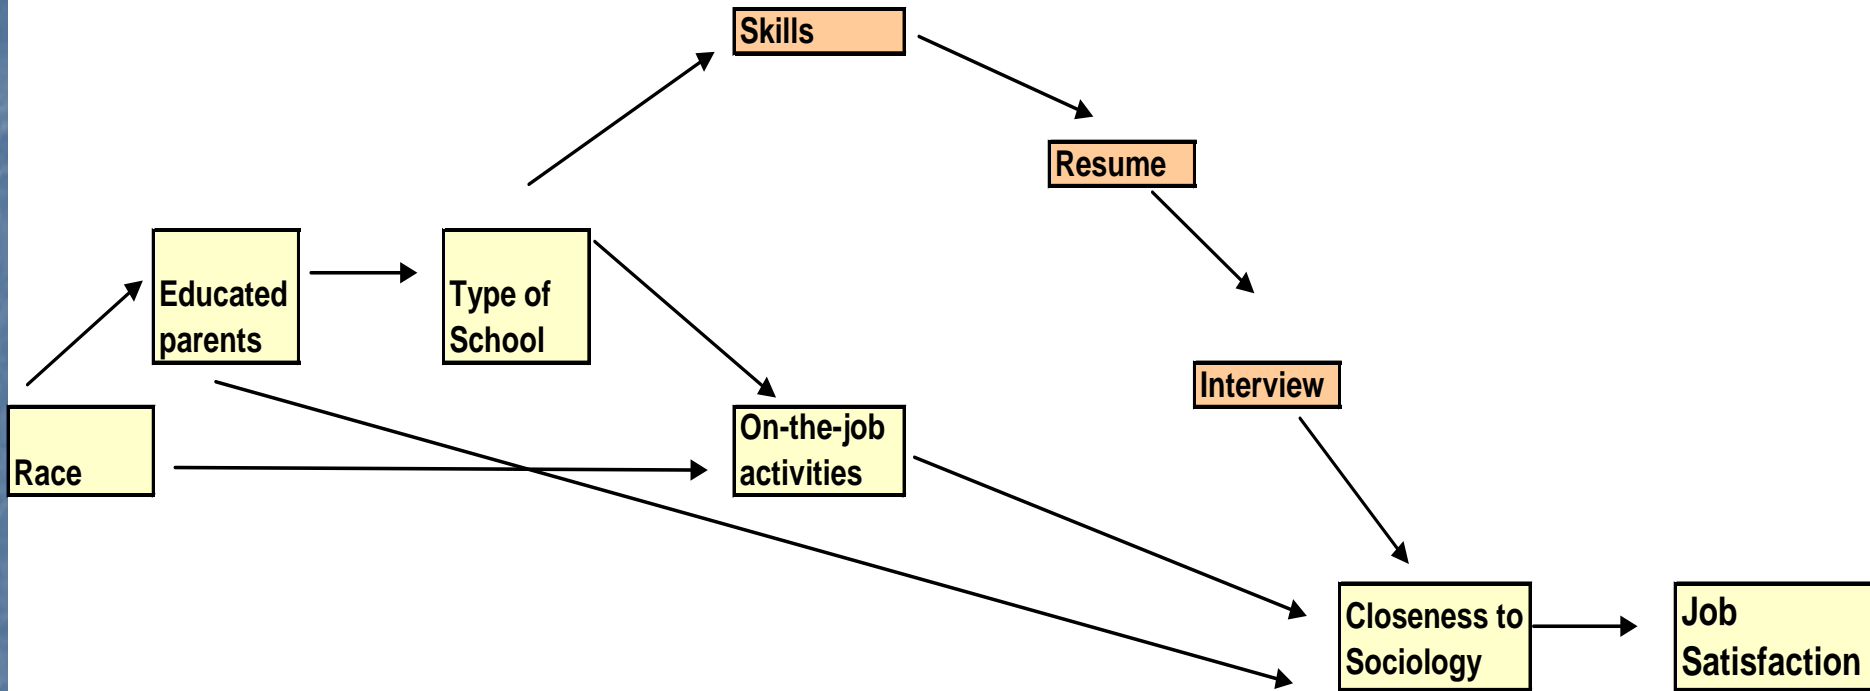 Skills
Resume
Educated
parents
Type of
School
Interview
Race
On-the-job
activities
Closeness to
Sociology
Job
Satisfaction